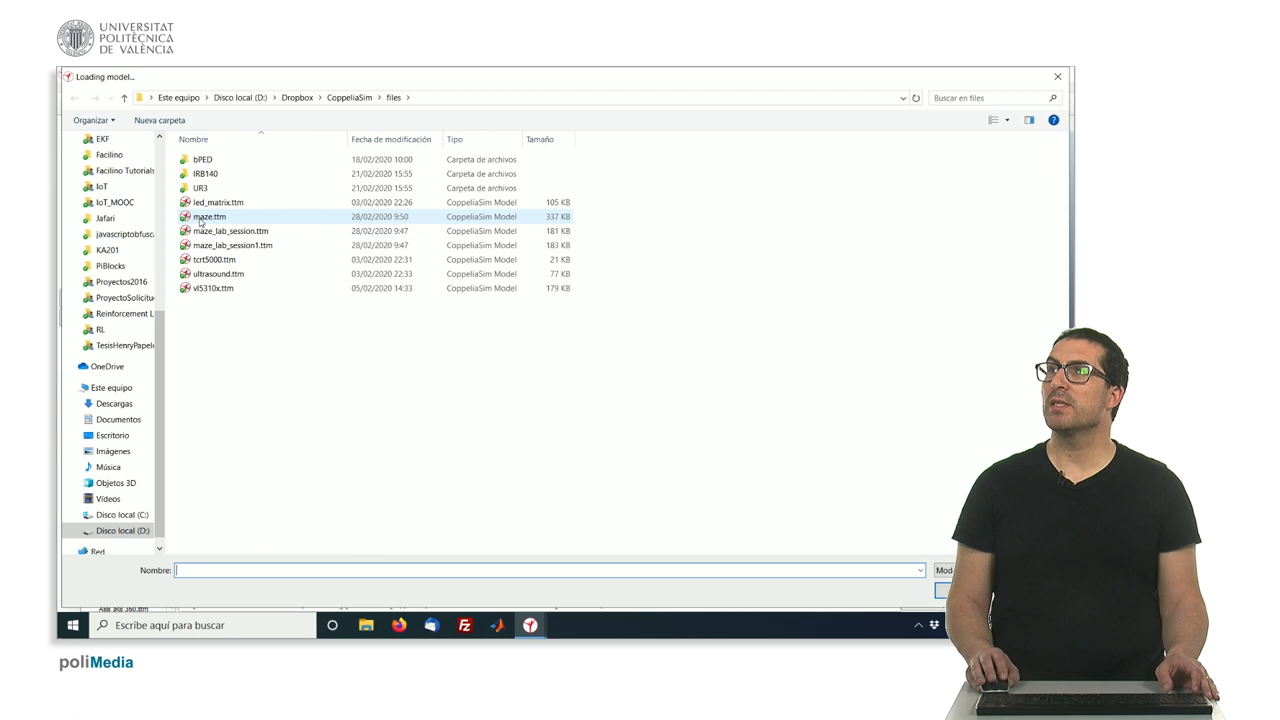 UNIVERSITAT
POLITÈCNICA
DE VALÈNCIA
Loading model...
Este equipo > Disco local (D:) > Dropbox > CoppeliaSim > files >
Buscar en files
Organizar
Nueva carpeta
Nombre
Fecha de modificación
Tipo
Tamaño
EKF
Facilino
Facilino Tutorials
IoT
IoT_MOOC
Jafari
javascriptobfusc
KA201
PiBlocks
Proyectos2016
ProyectoSolicitu
Reinforcement L
RL
TesisHenryPapel
OneDrive
Este equipo
Descargas
Documentos
Escritorio
Imágenes
Música
Objetos 3D
Vídeos
Disco local (C:)
Disco local (D:)
Red
bPED 18/02/2020 10:00 Carpeta de archivos
IRB140 21/02/2020 15:55 Carpeta de archivos
UR3 21/02/2020 15:55 Carpeta de archivos
led_matrix.ttm 03/02/2020 22:26 CoppeliaSim Model 105 KB
maze.ttm 28/02/2020 9:50 CoppeliaSim Model 337 KB
maze_lab_session.ttm 28/02/2020 9:47 CoppeliaSim Model 181 KB
maze_lab_session1.ttm 28/02/2020 9:47 CoppeliaSim Model 183 KB
tcrt5000.ttm 03/02/2020 22:31 CoppeliaSim Model 21 KB
ultrasound.ttm 03/02/2020 22:33 CoppeliaSim Model 77 KB
vl5310x.ttm 05/02/2020 14:33 CoppeliaSim Model 179 KB
Nombre:
Mod
Escribe aquí para buscar
poliMedia